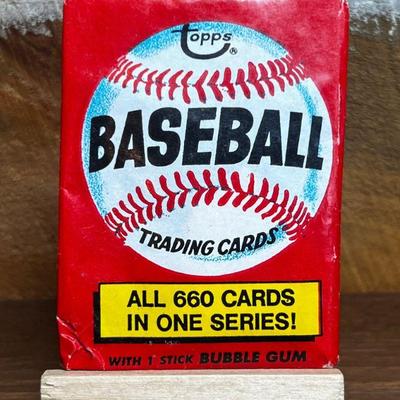 Topps®
BASEBALL
TRADING CARDS
ALL 660 CARDS
IN ONE SERIES!
WITH 1 STICK BUBBLE GUM